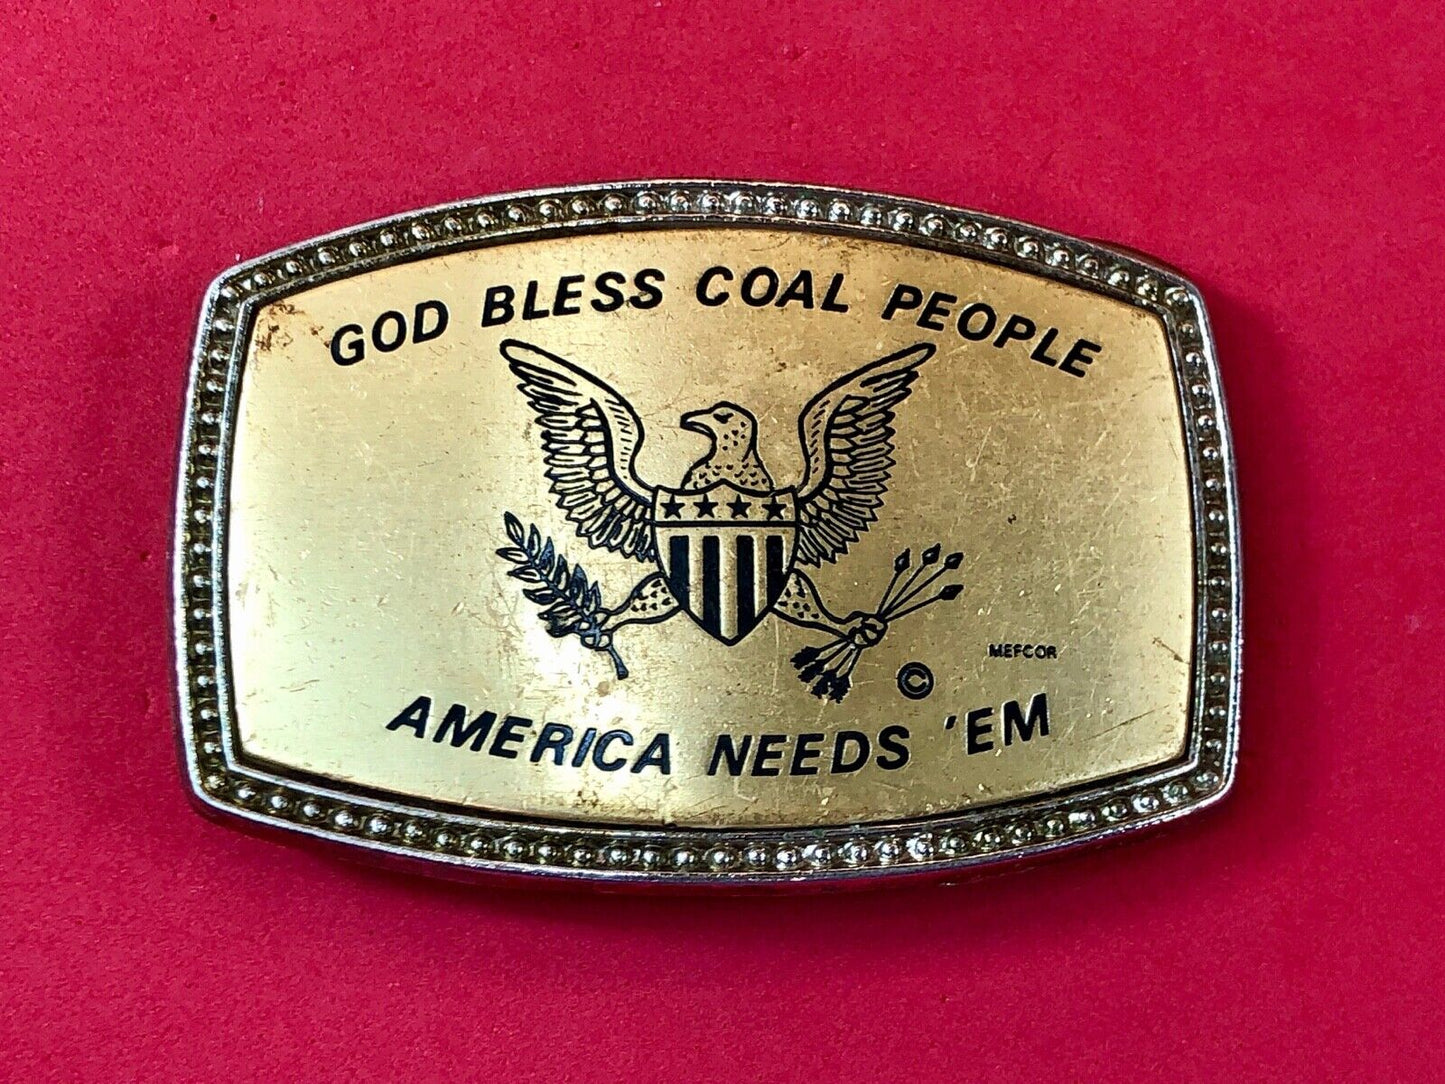 GOD BLESS COAL PEOPLE
MEFCOR
©
AMERICA NEEDS 'EM